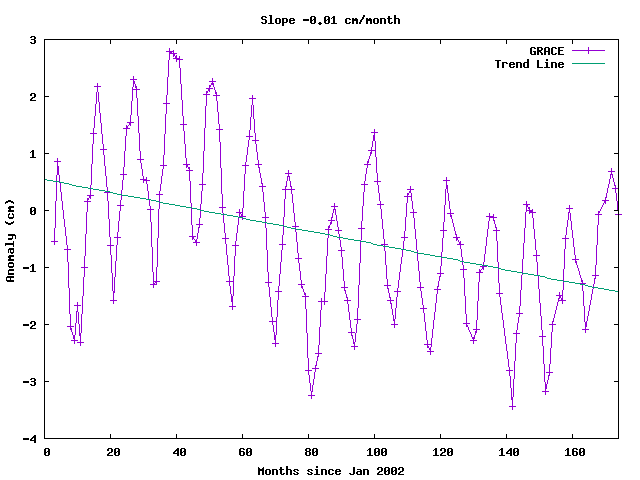 Slope -0.01 cm/month
3
GRACE
Trend Line
2
1
0
-1
-2
-3
-4
Anomaly (cm)
0 20 40 60 80 100 120 140 160
Months since Jan 2002